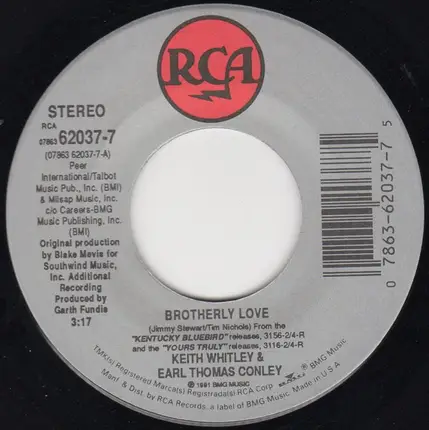 RCA
STEREO
RCA
07863 62037-7
(07863 62037-7-A)
Peer
International/Talbot
Music Pub., Inc. (BMI)
& Milsap Music, Inc.
c/o Careers-BMG
Music Publishing, Inc.
(BMI)
Original production
by Blake Mevis for
Southwind Music,
Inc. Additional
Recording
Produced by
Garth Fundis
3:17
0 7863-62037-7 5
BROTHERLY LOVE
(Jimmy Stewart/Tim Nichols) From the
"KENTUCKY BLUEBIRD" releases, 3156-2/4-R
and the "YOURS TRULY" releases, 3116-2/4-R
KEITH WHITLEY &
EARL THOMAS CONLEY
℗ 1991 BMG MUSIC
TMK(s) Registered Marca(s) Registrada(s) RCA Corp. BMG BMG Music
Manf. & Dist. by RCA Records, a label of BMG Music • Made in U.S.A.